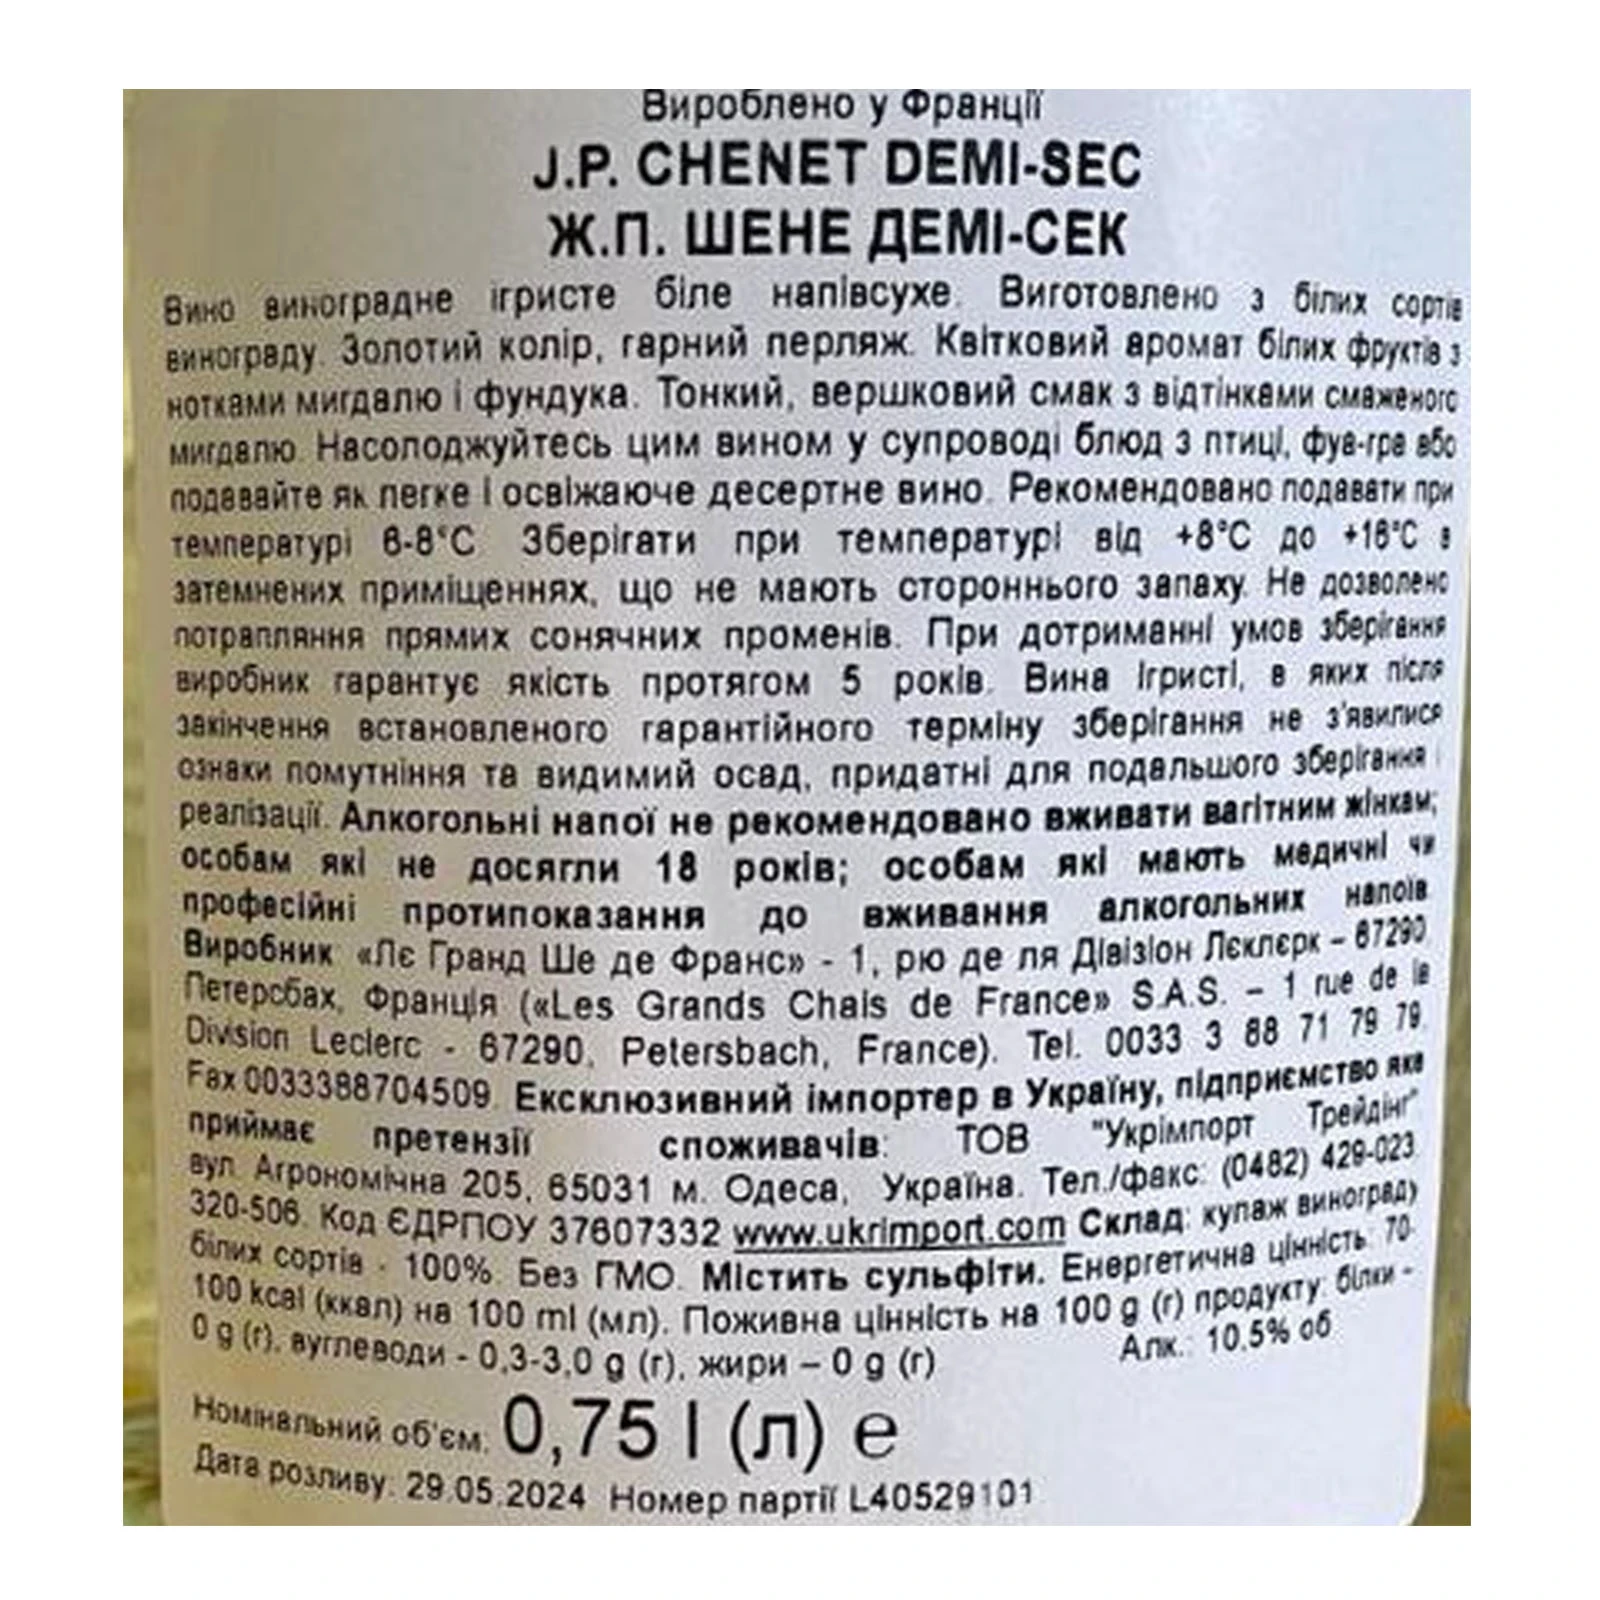 Вироблено у Франції
J.P. CHENET DEMI-SEC
Ж.П. ШЕНЕ ДЕМІ-СЕК
Вино виноградне ігристе біле напівсухе. Виготовлено з білих сортів
винограду. Золотий колір, гарний перляж. Квітковий аромат білих фруктів з
нотками мигдалю і фундука. Тонкий, вершковий смак з відтінками смаженого
мигдалю. Насолоджуйтесь цим вином у супроводі блюд з птиці, фуа-гра або
подавайте як легке і освіжаюче десертне вино. Рекомендовано подавати при
температурі 6-8°С. Зберігати при температурі від +8°С до +18°С в
затемнених приміщеннях, що не мають стороннього запаху. Не дозволено
потрапляння прямих сонячних променів. При дотриманні умов зберігання
виробник гарантує якість протягом 5 років. Вина ігристі, в яких після
закінчення встановленого гарантійного терміну зберігання не з'явилися
ознаки помутніння та видимий осад, придатні для подальшого зберігання і
реалізації. Алкогольні напої не рекомендовано вживати вагітним жінкам;
особам які не досягли 18 років; особам які мають медичні чи
професійні протипоказання до вживання алкогольних напоїв.
Виробник: «Лє Гранд Ше де Франс» - 1, рю де ля Дівізіон Лєклєрк – 67290,
Петерсбах, Франція («Les Grands Chais de France» S.A.S. – 1 rue de la
Division Leclerc - 67290, Petersbach, France). Tel. 0033 3 88 71 79 79.
Fax 0033388704509. Ексклюзивний імпортер в Україну, підприємство яке
приймає претензії споживачів: ТОВ "Укрімпорт Трейдінг",
вул. Агрономічна 205, 65031 м. Одеса, Україна. Тел./факс: (0482) 429-023,
320-506. Код ЄДРПОУ 37607332 www.ukrimport.com Склад: купаж винограду
білих сортів - 100%. Без ГМО. Містить сульфіти. Енергетична цінність: 70-
100 kcal (ккал) на 100 ml (мл). Поживна цінність на 100 g (г) продукту: білки -
0 g (г), вуглеводи - 0,3-3,0 g (г), жири – 0 g (г) Алк.: 10,5% об
Номінальний об'єм: 0,75 l (л) e
Дата розливу: 29.05.2024 Номер партії L40529101